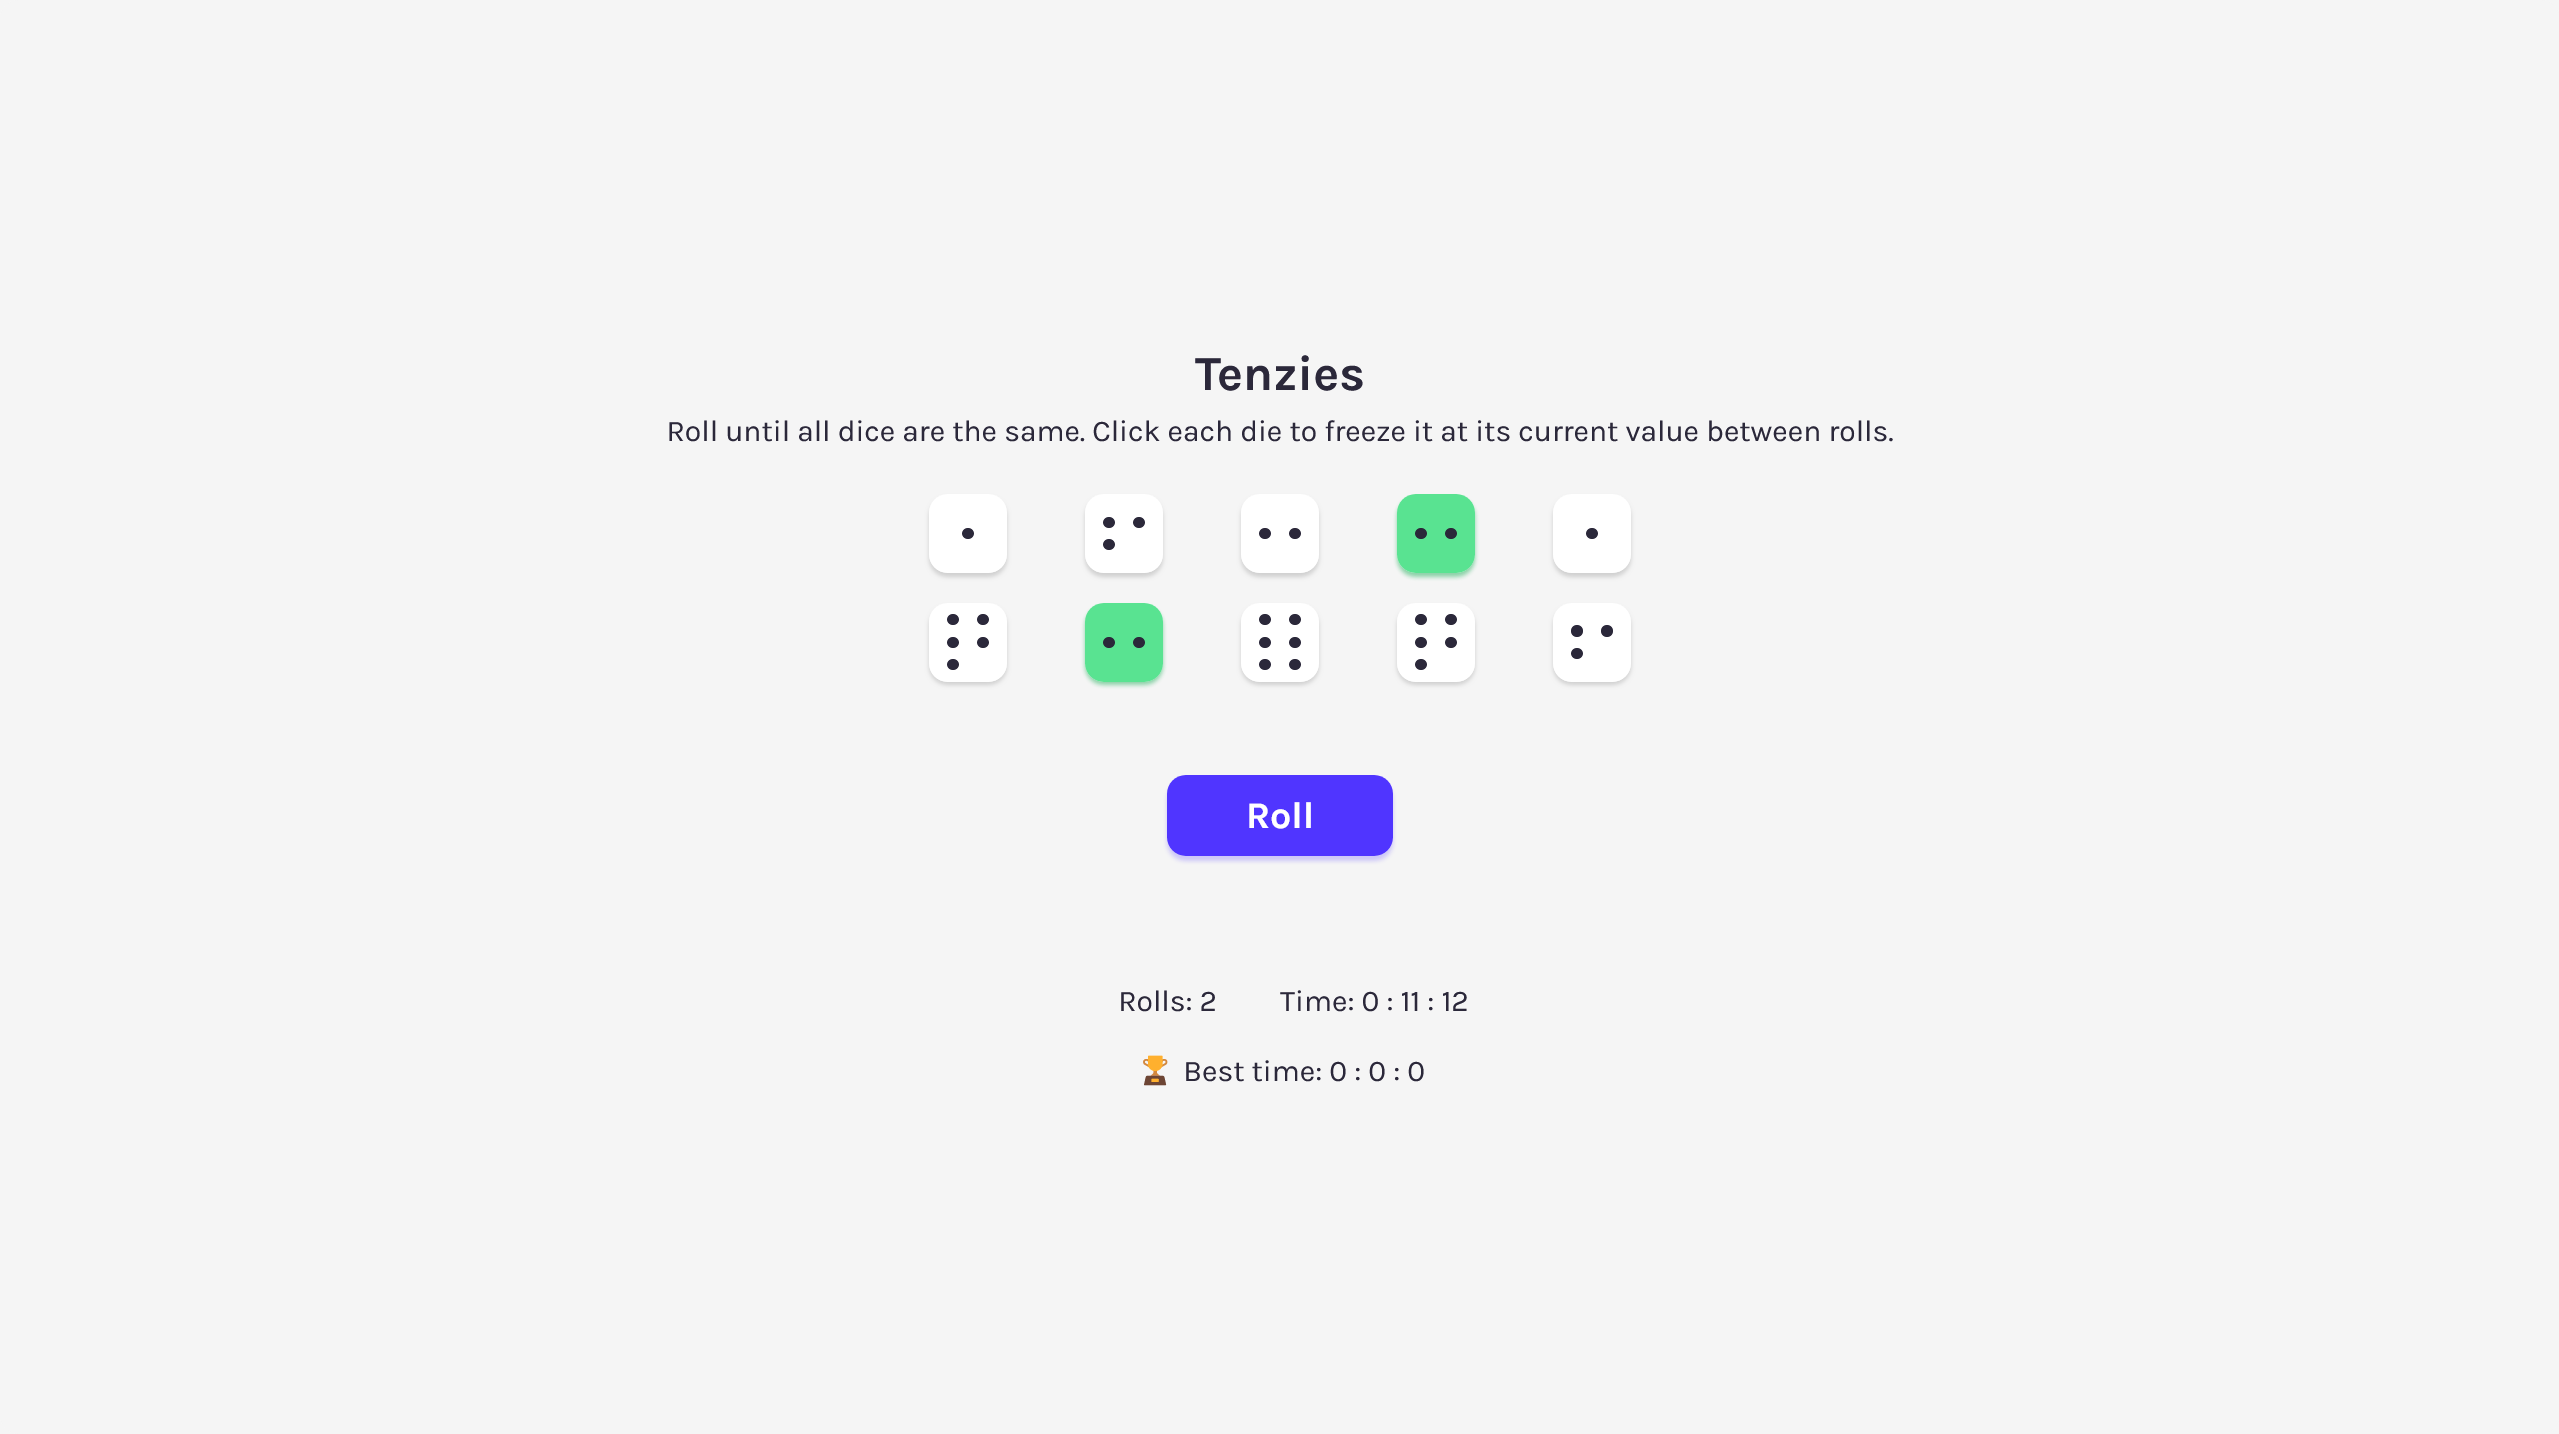 Tenzies
Roll until all dice are the same. Click each die to freeze it at its current value between rolls.
Roll
Rolls: 2 Time: 0 : 11 : 12
Best time: 0 : 0 : 0